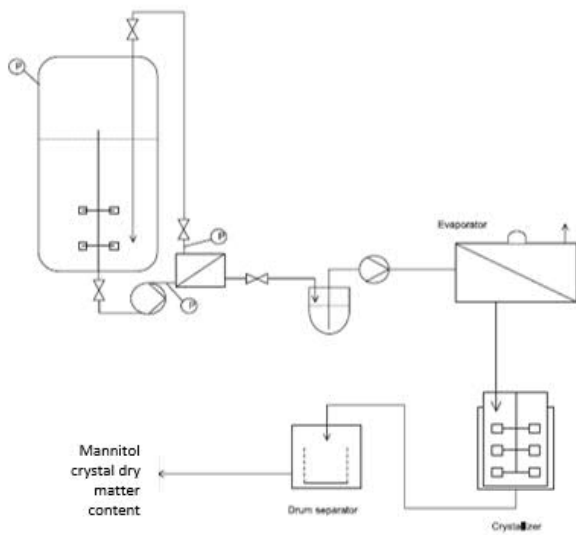 P
P
P
Evaporator
Mannitol
crystal dry
matter
content
Drum separator
Crystallizer